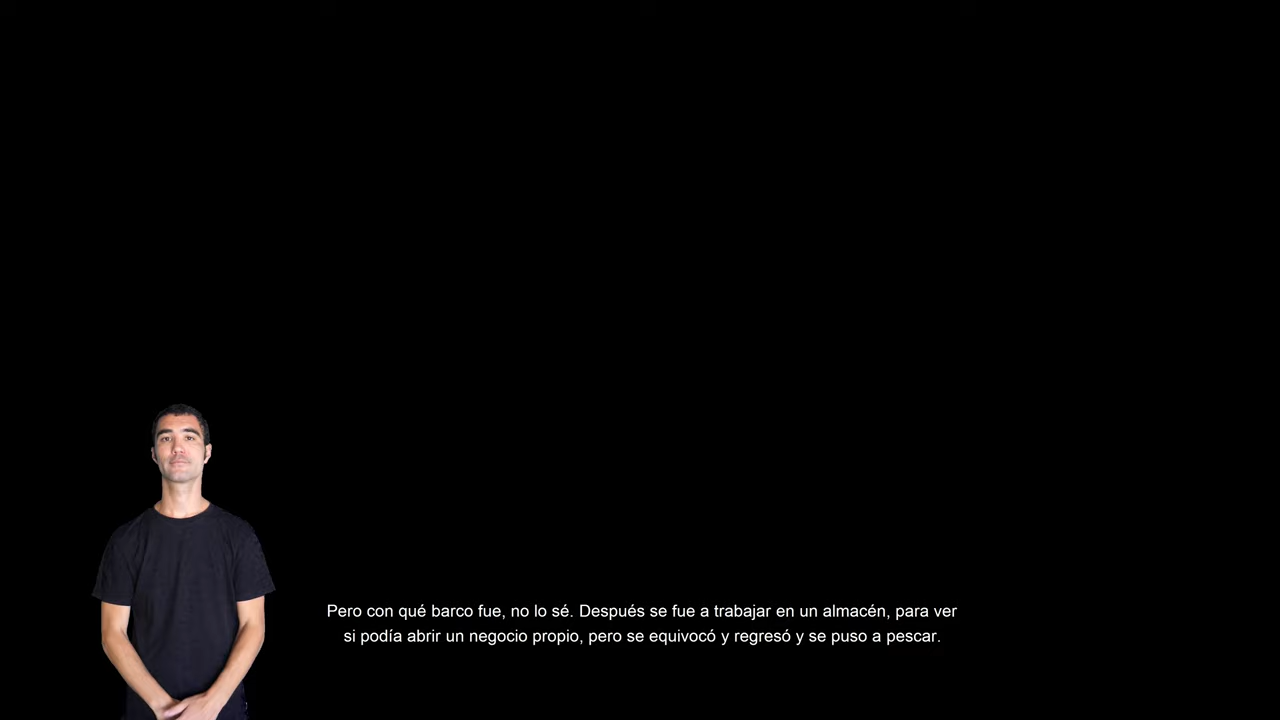 Pero con qué barco fue, no lo sé. Después se fue a trabajar en un almacén, para ver
si podía abrir un negocio propio, pero se equivocó y regresó y se puso a pescar.